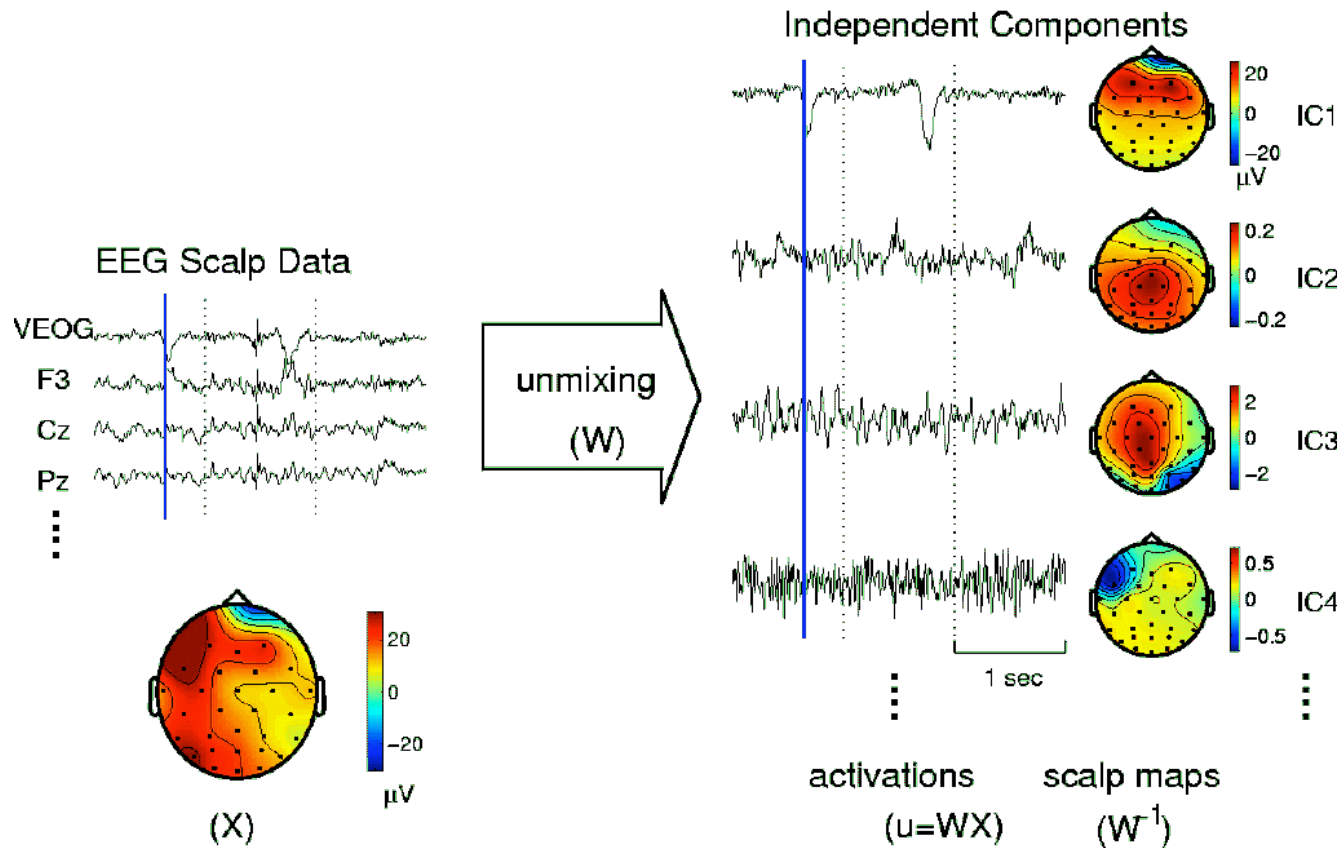 EEG Scalp Data
VEOG
F3
Cz
Pz
20
0
−20
μV
(X)
unmixing
(W)
Independent Components
20
0
−20
μV
IC1
0.2
0
−0.2
IC2
2
0
−2
IC3
0.5
0
−0.5
IC4
1 sec
activations
(u=WX)
scalp maps
(W⁻¹)